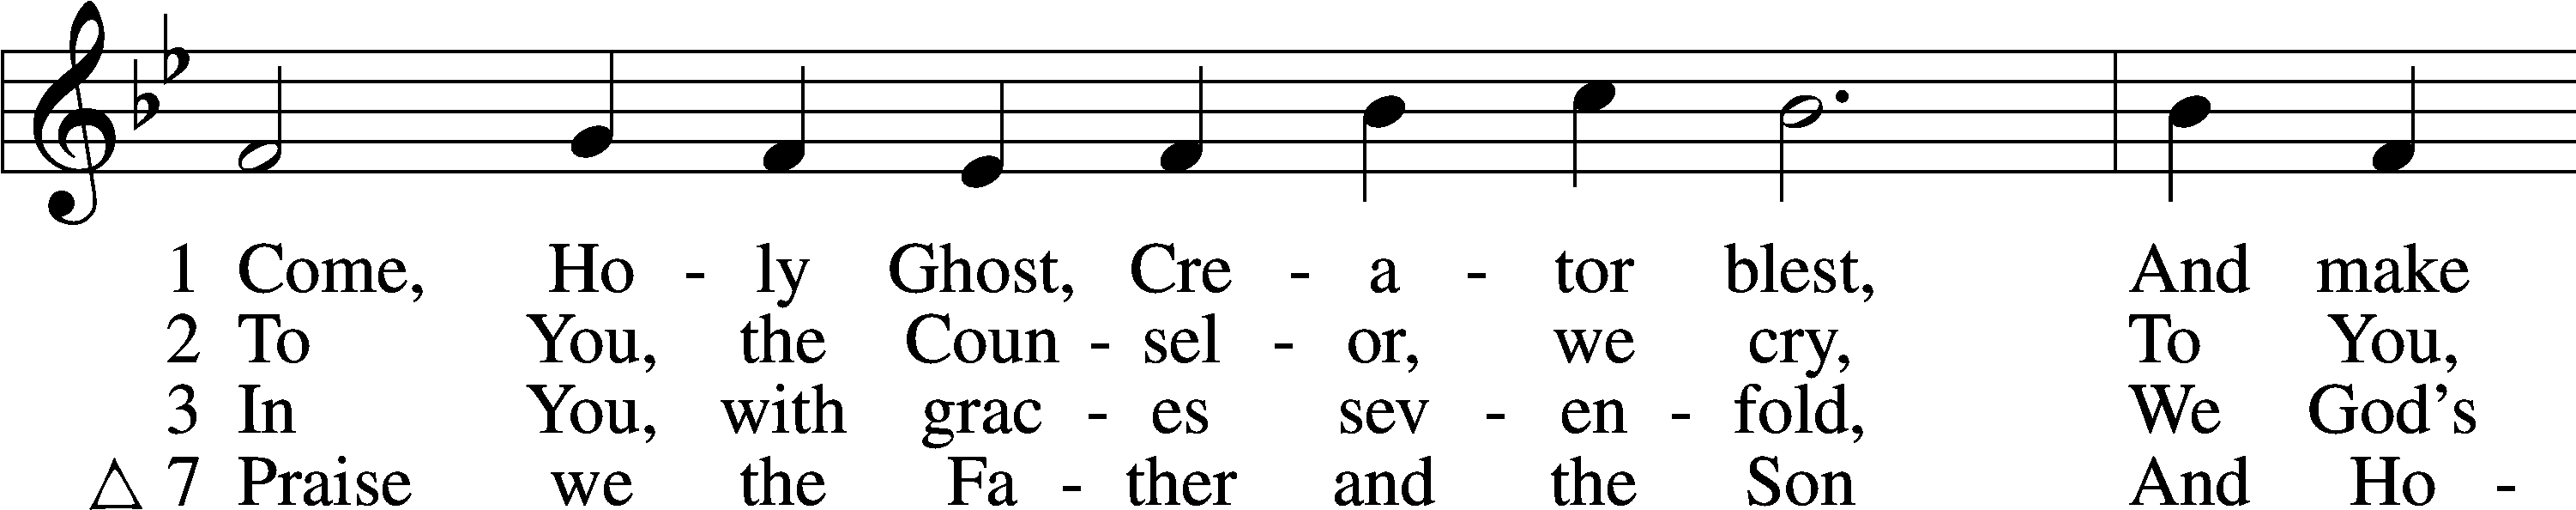 1 Come, Ho - ly Ghost, Cre - a - tor blest, And make
2 To You, the Coun - sel - or, we cry, To You,
3 In You, with grac - es sev - en - fold, We God’s
△ 7 Praise we the Fa - ther and the Son And Ho -